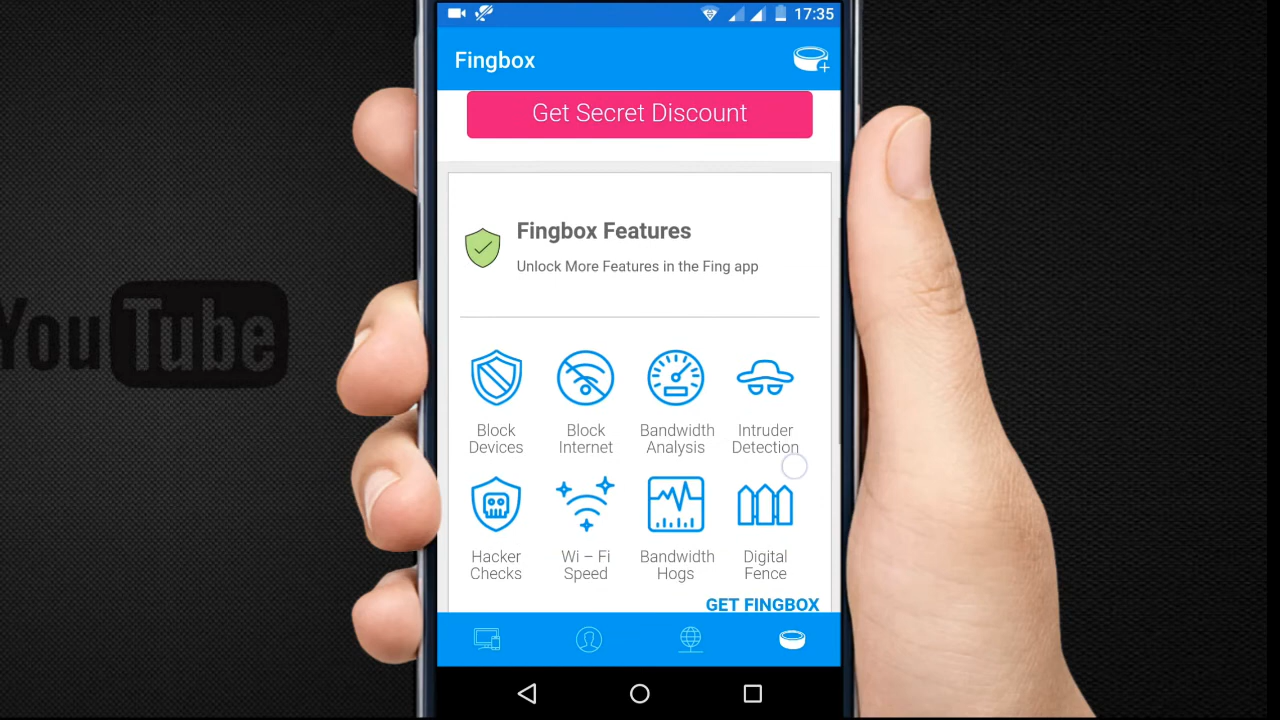 17:35
Fingbox
Get Secret Discount
Fingbox Features
Unlock More Features in the Fing app
Block Devices
Block Internet
Bandwidth Analysis
Intruder Detection
Hacker Checks
Wi – Fi Speed
Bandwidth Hogs
Digital Fence
GET FINGBOX
YouTube